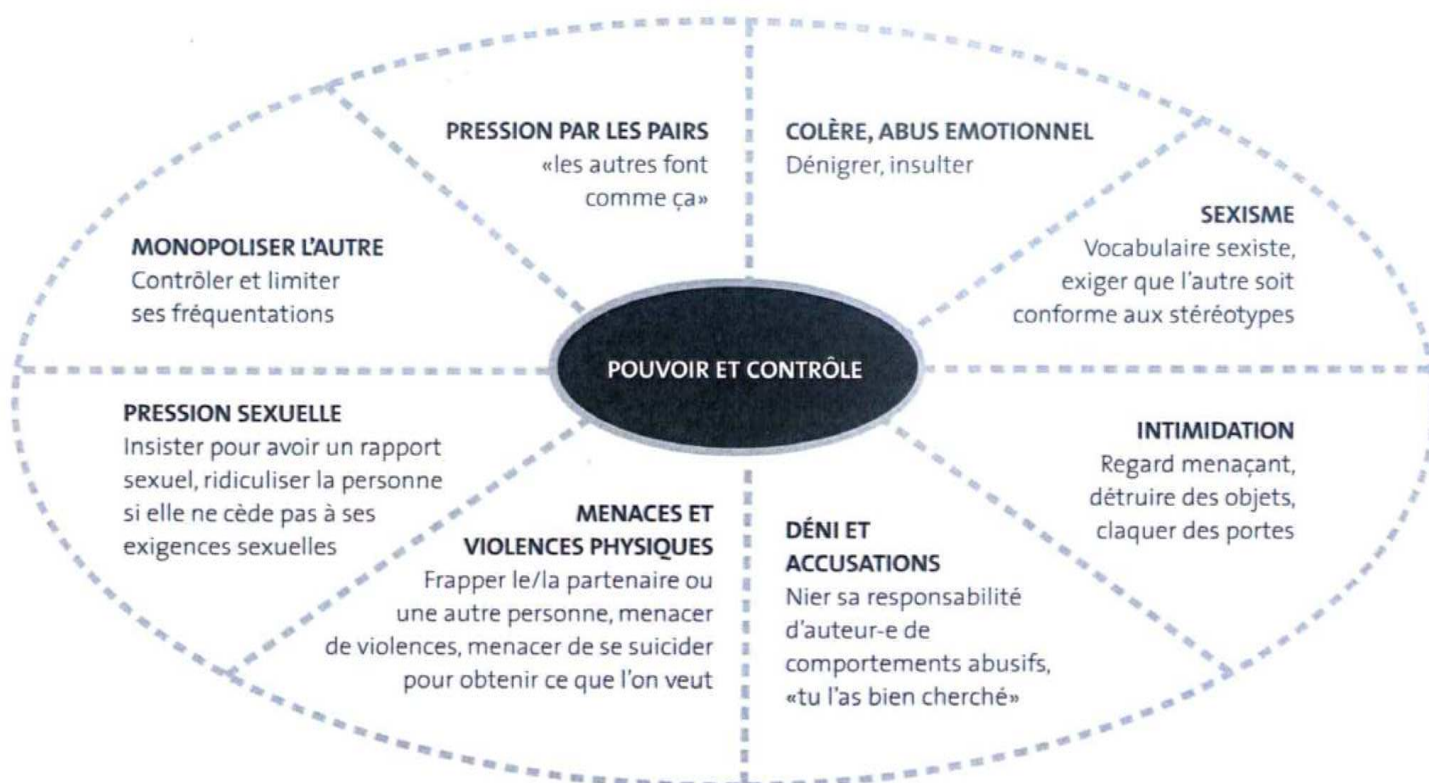 PRESSION PAR LES PAIRS
«les autres font
comme ça»
COLÈRE, ABUS EMOTIONNEL
Dénigrer, insulter
SEXISME
Vocabulaire sexiste,
exiger que l'autre soit
conforme aux stéréotypes
MONOPOLISER L'AUTRE
Contrôler et limiter
ses fréquentations
POUVOIR ET CONTRÔLE
PRESSION SEXUELLE
Insister pour avoir un rapport
sexuel, ridiculiser la personne
si elle ne cède pas à ses
exigences sexuelles
MENACES ET
VIOLENCES PHYSIQUES
Frapper le/la partenaire ou
une autre personne, menacer
de violences, menacer de se suicider
pour obtenir ce que l'on veut
DÉNI ET
ACCUSATIONS
Nier sa responsabilité
d'auteur-e de
comportements abusifs,
«tu l'as bien cherché»
INTIMIDATION
Regard menaçant,
détruire des objets,
claquer des portes